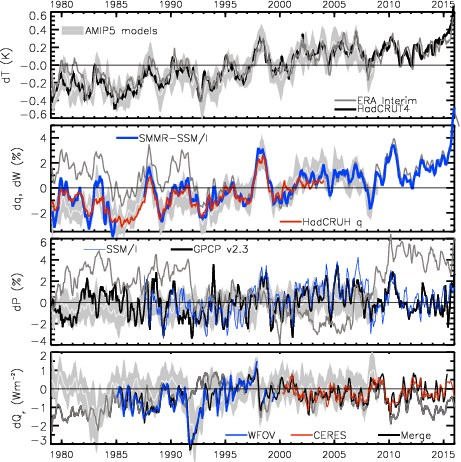 1980 1985 1990 1995 2000 2005 2010 2015
dT (K)
0.6
0.4
0.2
-0.0
-0.2
-0.4
-0.6
AMIP5 models
ERA Interim
HadCRUT4
dq, dW (%)
4
2
0
-2
SMMR-SSM/I
HadCRUH q
dP (%)
6
4
2
0
-2
-4
SSM/I
GPCP v2.3
dQr (Wm-2)
2
1
0
-1
-2
-3
WFOV
CERES
Merge
1980 1985 1990 1995 2000 2005 2010 2015